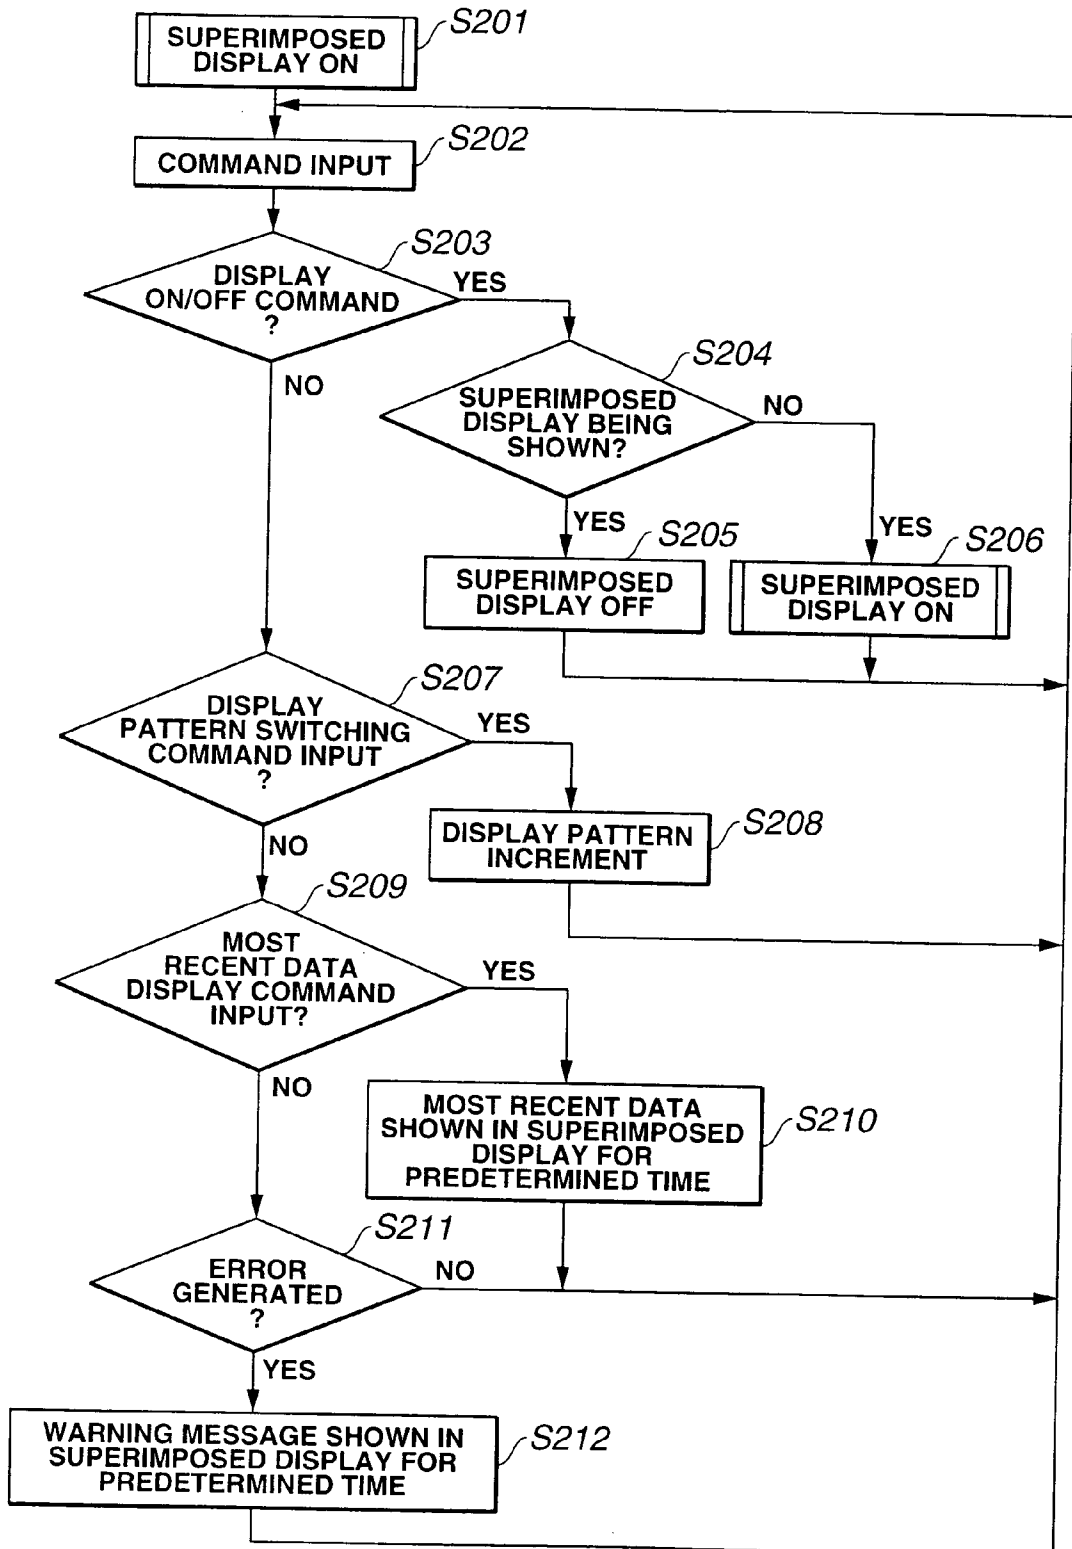 S201
SUPERIMPOSED
DISPLAY ON
S202
COMMAND INPUT
S203
DISPLAY
ON/OFF COMMAND
?
YES
NO
S204
SUPERIMPOSED
DISPLAY BEING
SHOWN?
NO
YES
YES
S205
SUPERIMPOSED
DISPLAY OFF
S206
SUPERIMPOSED
DISPLAY ON
S207
DISPLAY
PATTERN SWITCHING
COMMAND INPUT
?
YES
NO
S208
DISPLAY PATTERN
INCREMENT
S209
MOST
RECENT DATA
DISPLAY COMMAND
INPUT?
YES
NO
S210
MOST RECENT DATA
SHOWN IN SUPERIMPOSED
DISPLAY FOR
PREDETERMINED TIME
S211
ERROR
GENERATED
?
NO
YES
S212
WARNING MESSAGE SHOWN IN
SUPERIMPOSED DISPLAY FOR
PREDETERMINED TIME